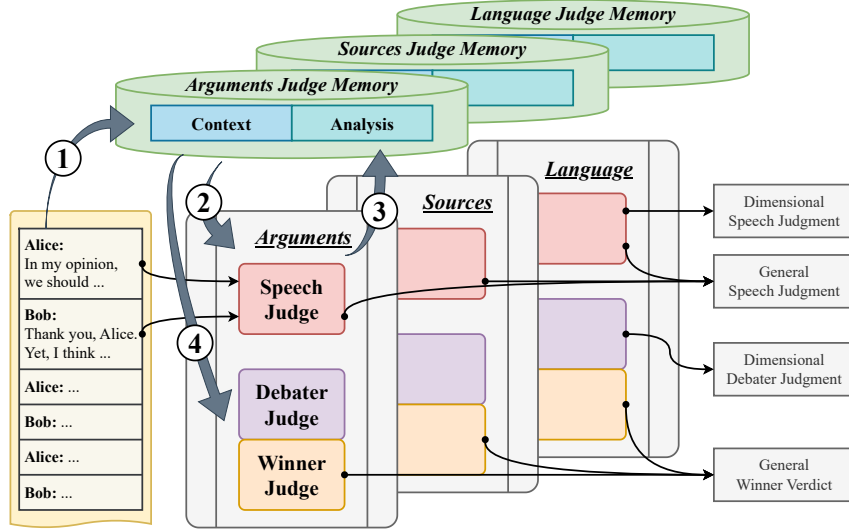 Language Judge Memory
Sources Judge Memory
Arguments Judge Memory
Context
Analysis
1
2
3
4
Alice:
In my opinion,
we should ...
Bob:
Thank you, Alice.
Yet, I think ...
Alice: ...
Bob: ...
Alice: ...
Bob: ...
Arguments
Speech
Judge
Debater
Judge
Winner
Judge
Sources
Language
Dimensional
Speech Judgment
General
Speech Judgment
Dimensional
Debater Judgment
General
Winner Verdict